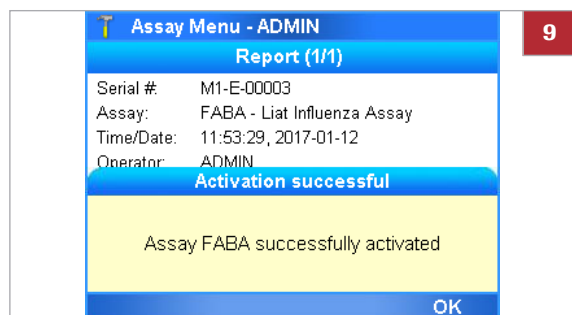 Assay Menu - ADMIN
9
Report (1/1)
Serial #: M1-E-00003
Assay: FABA - Liat Influenza Assay
Time/Date: 11:53:29, 2017-01-12
Operator: ADMIN
Activation successful
Assay FABA successfully activated
OK